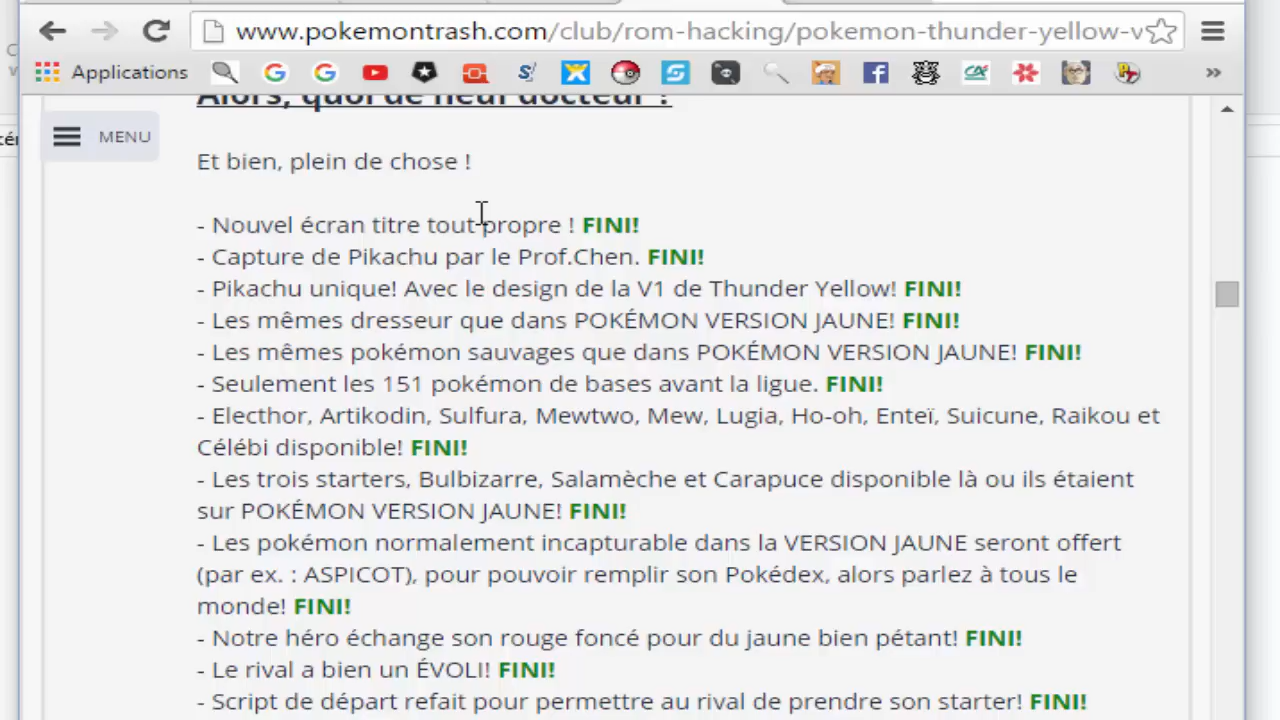 www.pokemontrash.com/club/rom-hacking/pokemon-thunder-yellow-v
Applications
Alors, quoi de neuf docteur !
MENU
Et bien, plein de chose !
- Nouvel écran titre tout propre ! FINI!
- Capture de Pikachu par le Prof.Chen. FINI!
- Pikachu unique! Avec le design de la V1 de Thunder Yellow! FINI!
- Les mêmes dresseur que dans POKÉMON VERSION JAUNE! FINI!
- Les mêmes pokémon sauvages que dans POKÉMON VERSION JAUNE! FINI!
- Seulement les 151 pokémon de bases avant la ligue. FINI!
- Electhor, Artikodin, Sulfura, Mewtwo, Mew, Lugia, Ho-oh, Enteï, Suicune, Raikou et
Célébi disponible! FINI!
- Les trois starters, Bulbizarre, Salamèche et Carapuce disponible là ou ils étaient
sur POKÉMON VERSION JAUNE! FINI!
- Les pokémon normalement incapturable dans la VERSION JAUNE seront offert
(par ex. : ASPICOT), pour pouvoir remplir son Pokédex, alors parlez à tous le
monde! FINI!
- Notre héro échange son rouge foncé pour du jaune bien pétant! FINI!
- Le rival a bien un ÉVOLI! FINI!
- Script de départ refait pour permettre au rival de prendre son starter! FINI!